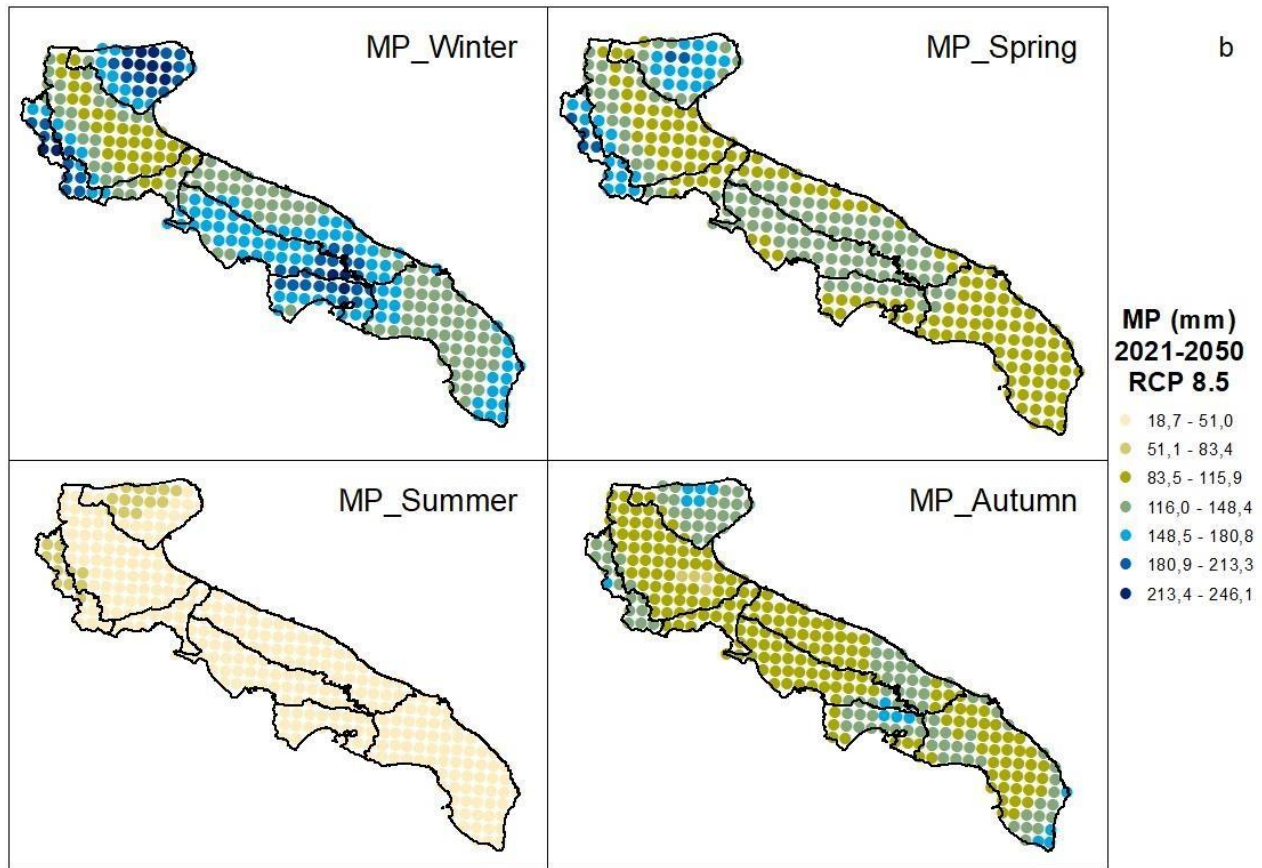 MP_Winter
MP_Spring
b
MP_Summer
MP_Autumn
MP (mm)
2021-2050
RCP 8.5
18,7 - 51,0
51,1 - 83,4
83,5 - 115,9
116,0 - 148,4
148,5 - 180,8
180,9 - 213,3
213,4 - 246,1